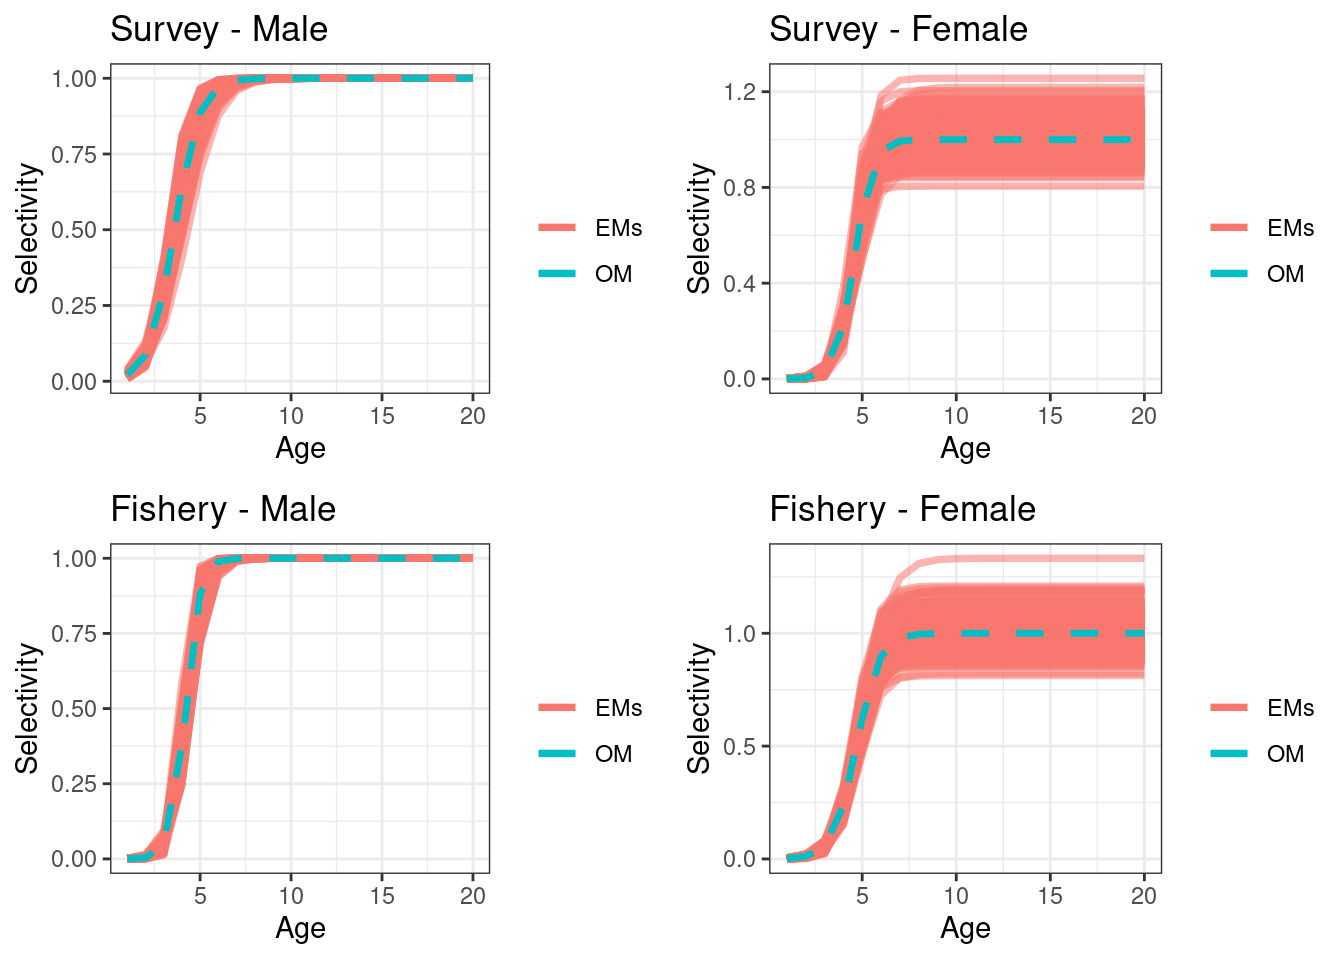 Survey - Male
Selectivity
1.00
0.75
0.50
0.25
0.00
5 10 15 20
Age
EMs
OM
Survey - Female
Selectivity
1.2
0.8
0.4
0.0
5 10 15 20
Age
EMs
OM
Fishery - Male
Selectivity
1.00
0.75
0.50
0.25
0.00
5 10 15 20
Age
EMs
OM
Fishery - Female
Selectivity
1.0
0.5
0.0
5 10 15 20
Age
EMs
OM